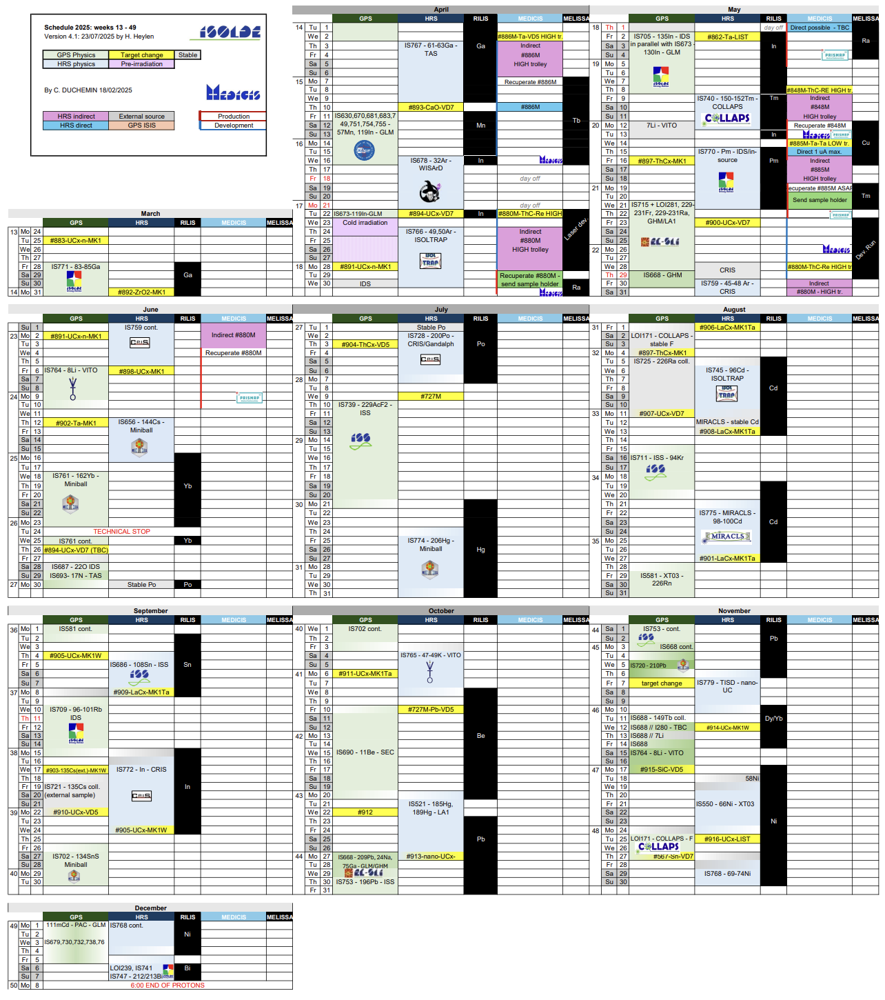 Schedule 2025: weeks 13 - 49
Version 4.1: 23/07/2025 by H. Heylen
ISOLDE
GPS Physics Target change Stable
HRS physics Pre-irradiation
By C. DUCHEMIN 18/02/2025
MEDICIS
HRS indirect External source Production
HRS direct GPS ISIS Development
March
GPS HRS RILIS MEDICIS MELISSA
13 Mo 24
Tu 25 #883-UCx-n-MK1
We 26
Th 27
Fr 28 IS771 - 83-85Ga
Sa 29 Ga
Su 30
14 Mo 31 #892-ZrO2-MK1
April
GPS HRS RILIS MEDICIS MELISSA
14 Tu 1
We 2 #886M-Ta-VD5 HIGH tr.
Th 3 IS767 - 61-63Ga - Ga Indirect
Fr 4 TAS #886M
Sa 5 HIGH trolley
Su 6
15 Mo 7 Recuperate #886M
Tu 8
We 9
Th 10 #893-CaO-VD7 #886M
Fr 11 IS630,670,681,683,7
Sa 12 49,751,754,755 - Mn Tb
Su 13 57Mn, 119In - GLM
16 Mo 14
Tu 15
We 16 IS678 - 32Ar - In MEDICIS
Th 17 WISArD
Fr 18 day off
Sa 19
Su 20
17 Mo 21 day off
Tu 22 IS673-119In-GLM #894-UCx-VD7 In #880M-ThC-Re HIGH
We 23 Cold irradiation Laser dev.
Th 24 IS766 - 49,50Ar - Indirect
Fr 25 ISOLTRAP #880M
Sa 26 HIGH trolley
Su 27 ISOLTRAP
18 Mo 28 #891-UCx-n-MK1
Tu 29 Recuperate #880M -
We 30 IDS send sample holder Ra
MEDICIS
May
GPS HRS RILIS MEDICIS MELISSA
18 Th 1 day off Direct possible - TBC
Fr 2 IS705 - 135In - IDS #862-Ta-LIST Ra
Sa 3 in parallel with IS673 - In
Su 4 130In - GLM PRISMAP
19 Mo 5
Tu 6
We 7
Th 8 #848M-ThC-RE HIGH tr.
Fr 9 IS740 - 150-152Tm - Tm Indirect
Sa 10 COLLAPS #848M
Su 11 COLLAPS HIGH trolley
20 Mo 12 7Li - VITO Recuperate #848M
Tu 13 In MEDICIS PRISMAP
We 14 #885M-Ta-Ta LOW tr. Cu
Th 15 IS770 - Pm - IDS/in- Direct 1 uA max.
Fr 16 #897-ThCx-MK1 source Pm Indirect
Sa 17 #885M
Su 18 HIGH trolley
21 Mo 19 ecuperate #885M ASAP
Tu 20 Send sample holder Tm
We 21 IS715 + LOI281, 229-
Th 22 231Fr, 229-231Ra, PRISMAP
Fr 23 GHM/LA1 #900-UCx-VD7
Sa 24
Su 25
22 Mo 26 MEDICIS Dev. Run
Tu 27
We 28 CRIS #880M-ThC-Re HIGH tr
Th 29 IS668 - GHM
Fr 30 IS759 - 45-48 Ar - Indirect
Sa 31 CRIS #880M - HIGH tr.
June
GPS HRS RILIS MEDICIS MELISSA
Su 1 IS759 cont.
23 Mo 2 #891-UCx-n-MK1 Indirect #880M
Tu 3 CRIS
We 4 Recuperate #880M
Th 5
Fr 6 IS764 - 8Li - VITO #898-UCx-MK1
Sa 7
Su 8
24 Mo 9 PRISMAP
Tu 10
We 11
Th 12 #902-Ta-MK1 IS656 - 144Cs -
Fr 13 Miniball
Sa 14
Su 15
25 Mo 16
Tu 17
We 18 IS761 - 162Yb -
Th 19 Miniball Yb
Fr 20
Sa 21
Su 22
26 Mo 23
Tu 24 TECHNICAL STOP
We 25 IS761 cont. Yb
Th 26 #894-UCx-VD7 (TBC)
Fr 27
Sa 28 IS687 - 22O IDS
Su 29 IS693- 17N - TAS
27 Mo 30 Stable Po Po
July
GPS HRS RILIS MEDICIS MELISSA
27 Tu 1 Stable Po
We 2 IS728 - 200Po -
Th 3 #904-ThCx-VD5 CRIS/Gandalph Po
Fr 4
Sa 5 CRIS
Su 6
28 Mo 7
Tu 8
We 9 #727M
Th 10 IS739 - 229AcF2 -
Fr 11 ISS
Sa 12
Su 13 ISS
29 Mo 14
Tu 15
We 16
Th 17
Fr 18
Sa 19
Su 20
30 Mo 21
Tu 22
We 23
Th 24
Fr 25 IS774 - 206Hg -
Sa 26 Miniball Hg
Su 27
31 Mo 28
Tu 29
We 30
Th 31
August
GPS HRS RILIS MEDICIS MELISSA
31 Fr 1 #906-LaCx-MK1Ta
Sa 2 LOI171 - COLLAPS -
Su 3 stable F
32 Mo 4 #897-ThCx-MK1
Tu 5 IS725 - 226Ra coll.
We 6 IS745 - 96Cd -
Th 7 ISOLTRAP
Fr 8 Cd
Sa 9 ISOLTRAP
Su 10
33 Mo 11 #907-UCx-VD7
Tu 12 MIRACLS - stable Cd
We 13 #908-LaCx-MK1Ta
Th 14
Fr 15
Sa 16 IS711 - ISS - 94Kr
Su 17 ISS
34 Mo 18
Tu 19
We 20
Th 21
Fr 22 IS775 - MIRACLS -
Sa 23 98-100Cd Cd
Su 24 MIRACLS
35 Mo 25
Tu 26
We 27 #901-LaCx-MK1Ta
Th 28
Fr 29 IS581 - XT03 -
Sa 30 226Rn
Su 31
September
GPS HRS RILIS MEDICIS MELISSA
36 Mo 1 IS581 cont.
Tu 2
We 3
Th 4 #905-UCx-MK1W
Fr 5 IS686 - 108Sn - ISS Sn
Sa 6 ISS
Su 7
37 Mo 8 #909-LaCx-MK1Ta
Tu 9
We 10 IS709 - 96-101Rb
Th 11 IDS
Fr 12
Sa 13
Su 14
38 Mo 15
Tu 16
We 17 #903-135Cs(ext.)-MK1W IS772 - In - CRIS
Th 18
Fr 19 IS721 - 135Cs coll. In
Sa 20 (external sample) CRIS
Su 21
39 Mo 22 #910-UCx-VD5
Tu 23
We 24 #905-UCx-MK1W
Th 25
Fr 26
Sa 27 IS702 - 134SnS
Su 28 Miniball
40 Mo 29
Tu 30
October
GPS HRS RILIS MEDICIS MELISSA
40 We 1 IS702 cont.
Th 2
Fr 3
Sa 4 IS765 - 47-49K - VITO
Su 5
41 Mo 6 #911-UCx-MK1Ta
Tu 7
We 8
Th 9
Fr 10 #727M-Pb-VD5
Sa 11
Su 12
42 Mo 13 Be
Tu 14
We 15 IS690 - 11Be - SEC
Th 16
Fr 17
Sa 18
Su 19
43 Mo 20
Tu 21 IS521 - 185Hg,
We 22 #912 189Hg - LA1
Th 23
Fr 24
Sa 25 Pb
Su 26
44 Mo 27 IS668 - 209Pb, 24Na, #913-nano-UCx-
Tu 28 75Ga - GLM/GHM
We 29
Th 30 IS753 - 196Pb - ISS
Fr 31
November
GPS HRS RILIS MEDICIS MELISSA
44 Sa 1 IS753 - cont.
Su 2 ISS Pb
45 Mo 3 IS668 cont.
Tu 4
We 5 IS720 - 210Pb
Th 6
Fr 7 target change IS779 - TISD - nano-
Sa 8 UC
Su 9
46 Mo 10
Tu 11 IS688 - 149Tb coll. Dy/Yb
We 12 IS688 // I280 - TBC #914-UCx-MK1W
Th 13 IS688 // 7Li
Fr 14 IS688
Sa 15 IS764 - 8Li - VITO
Su 16
47 Mo 17 #915-SiC-VD5
Tu 18 58Ni
We 19
Th 20
Fr 21 IS550 - 66Ni - XT03
Sa 22
Su 23 Ni
48 Mo 24
Tu 25 LOI171 - COLLAPS - F #916-UCx-LIST
We 26 COLLAPS
Th 27 #567-Sn-VD7
Fr 28
Sa 29 IS768 - 69-74Ni
Su 30
December
GPS HRS RILIS MEDICIS MELISSA
49 Mo 1 111mCd - PAC - GLM IS768 cont.
Tu 2 Ni
We 3 IS679,730,732,738,76
Th 4
Fr 5
Sa 6 LOI239, IS741 Bi
Su 7 IS747 - 212/213Bi
50 Mo 8 6:00 END OF PROTONS